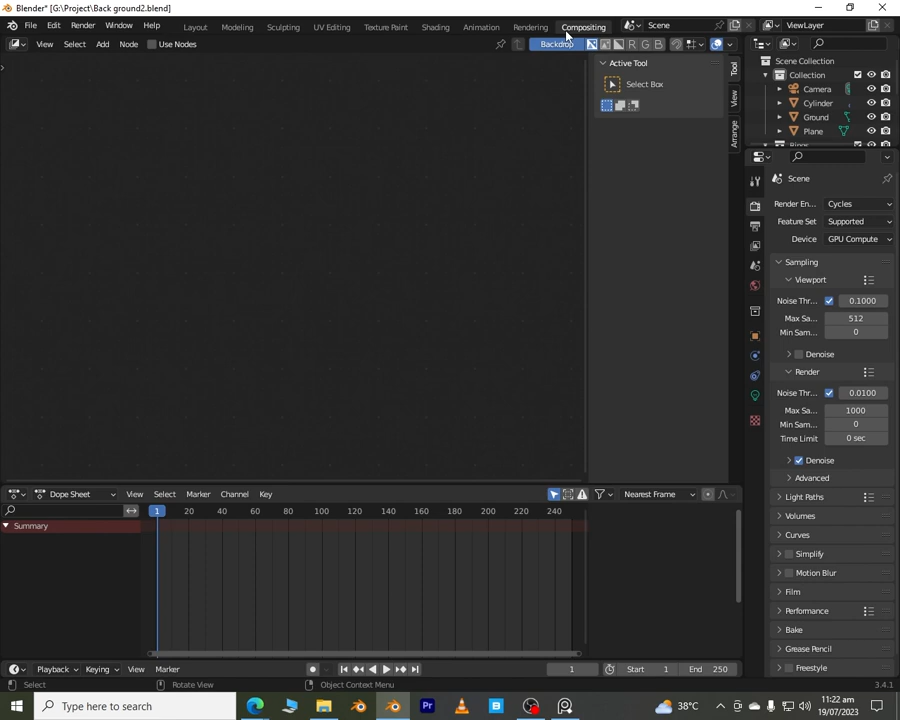 Blender* [G:\Project\Back ground2.blend]
File Edit Render Window Help Layout Modeling Sculpting UV Editing Texture Paint Shading Animation Rendering Compositing Scene ViewLayer
View Select Add Node Use Nodes Backdrop R G B
Active Tool
Select Box
Tool
View
Arrange
Scene Collection
Collection
Camera
Cylinder
Ground
Plane
Scene
Render En... Cycles
Feature Set Supported
Device GPU Compute
Sampling
Viewport
Noise Thr... 0.1000
Max Sa... 512
Min Sam... 0
Denoise
Render
Noise Thr... 0.0100
Max Sa... 1000
Min Sam... 0
Time Limit 0 sec
Denoise
Advanced
Light Paths
Volumes
Curves
Simplify
Motion Blur
Film
Performance
Bake
Grease Pencil
Freestyle
Dope Sheet View Select Marker Channel Key Nearest Frame
1 20 40 60 80 100 120 140 160 180 200 220 240
Summary
Playback Keying View Marker 1 Start 1 End 250
Select Rotate View Object Context Menu 3.4.1
Type here to search Pr B 38°C 11:22 am
19/07/2023